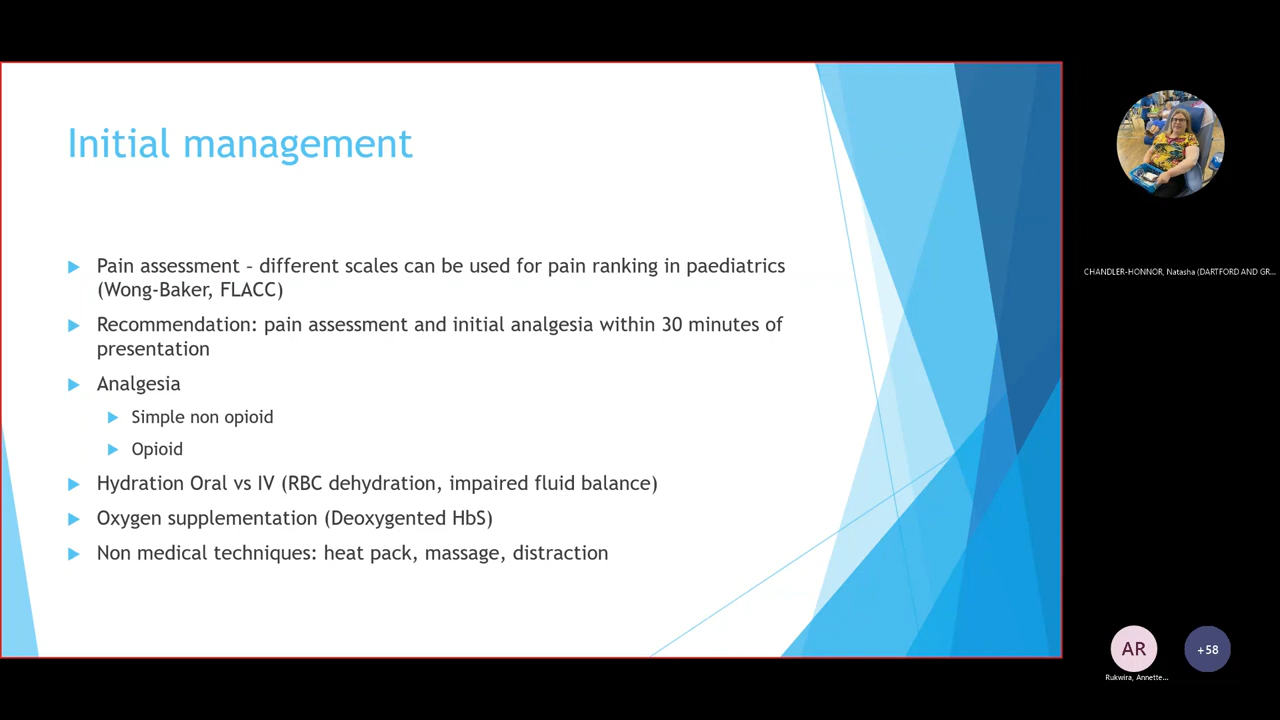 Initial management
Pain assessment – different scales can be used for pain ranking in paediatrics
(Wong-Baker, FLACC)
Recommendation: pain assessment and initial analgesia within 30 minutes of
presentation
Analgesia
Simple non opioid
Opioid
Hydration Oral vs IV (RBC dehydration, impaired fluid balance)
Oxygen supplementation (Deoxygented HbS)
Non medical techniques: heat pack, massage, distraction
CHANDLER-HONNOR, Natasha (DARTFORD AND GR...
AR
+58
Rukwira, Annette...